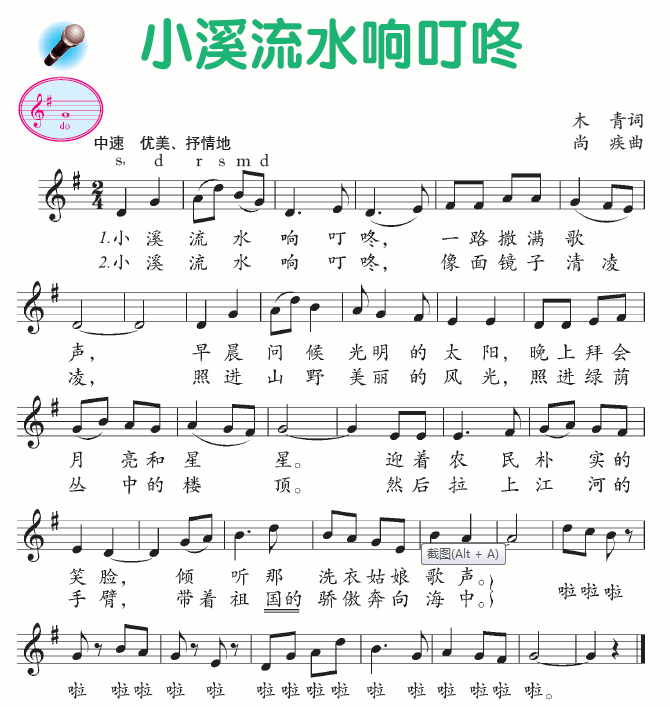 小溪流水响叮咚
do
木 青词
中速 优美、抒情地
尚 疾曲
s, d r s m d
2/4
1.小 溪 流 水 响 叮 咚, 一 路 撒 满 歌
2.小 溪 流 水 响 叮 咚, 像 面 镜 子 清 凌
声, 早 晨 问 候 光 明 的 太 阳, 晚 上 拜 会
凌, 照 进 山 野 美 丽 的 风 光, 照 进 绿 荫
月 亮 和 星 星。 迎 着 农 民 朴 实 的
丛 中 的 楼 顶。 然 后 拉 上 江 河 的
截图(Alt + A)
笑 脸, 倾 听 那 洗 衣 姑 娘 歌 声。
手 臂, 带 着 祖 国 的 骄 傲 奔 向 海 中。
啦 啦 啦
啦 啦 啦 啦 啦 啦 啦 啦 啦 啦 啦 啦 啦 啦。